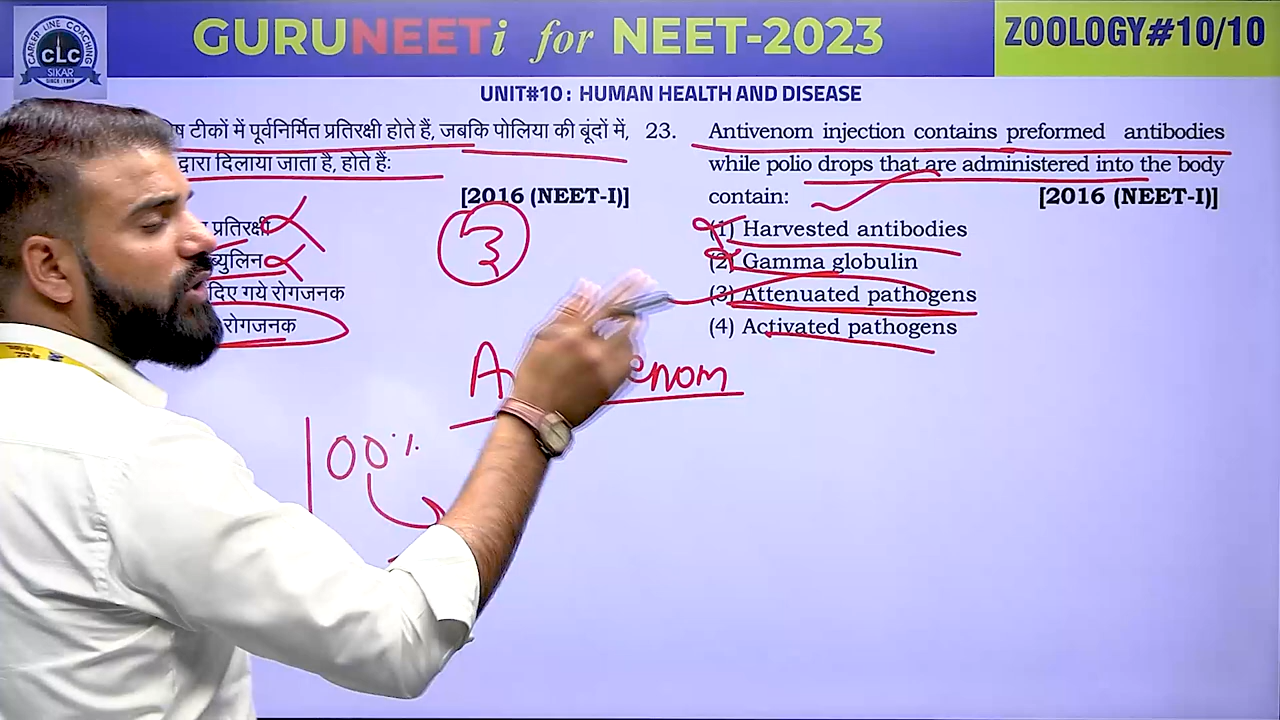 CAREER LINE COACHING
CLC
SIKAR
SINCE : 1996
GURUNEETi for NEET-2023
ZOOLOGY#10/10
UNIT#10 : HUMAN HEALTH AND DISEASE
टीकों में पूर्वनिर्मित प्रतिरक्षी होते हैं, जबकि पोलिया की बूंदों में,
द्वारा दिलाया जाता है, होते हैंः
[2016 (NEET-I)]
प्रतिरक्षी
दिए गये रोगजनक
रोगजनक
3
23. Antivenom injection contains preformed antibodies
while polio drops that are administered into the body
contain: [2016 (NEET-I)]
(1) Harvested antibodies
(2) Gamma globulin
(3) Attenuated pathogens
(4) Activated pathogens
100%